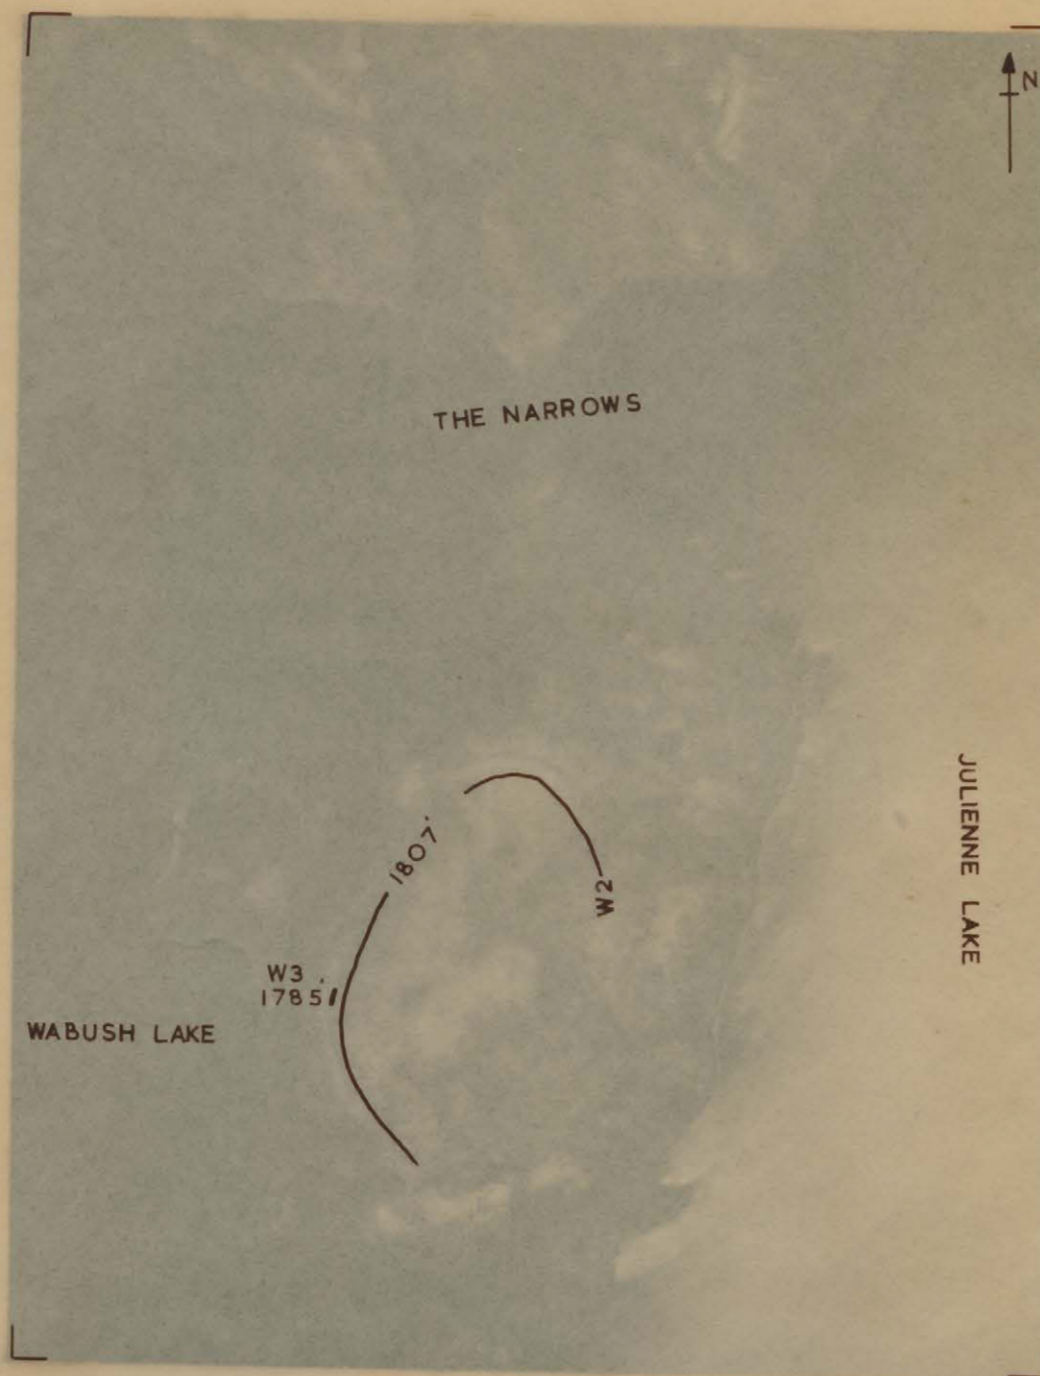 N
THE NARROWS
JULIENNE LAKE
1807'
W2
W3
1785'
WABUSH LAKE